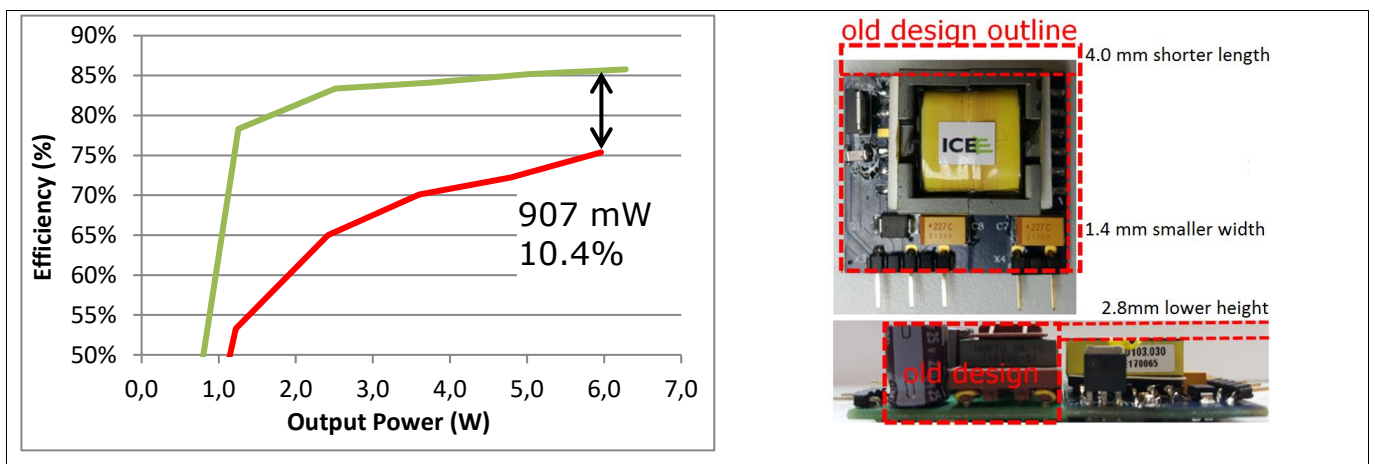 90%
85%
80%
75%
70%
65%
60%
55%
50%
Efficiency (%)
0,0 1,0 2,0 3,0 4,0 5,0 6,0 7,0
Output Power (W)
907 mW
10.4%
old design outline
4.0 mm shorter length
ICE
227C
C8 C7
227C
X4
1.4 mm smaller width
2.8mm lower height
old design
0103.030
170065